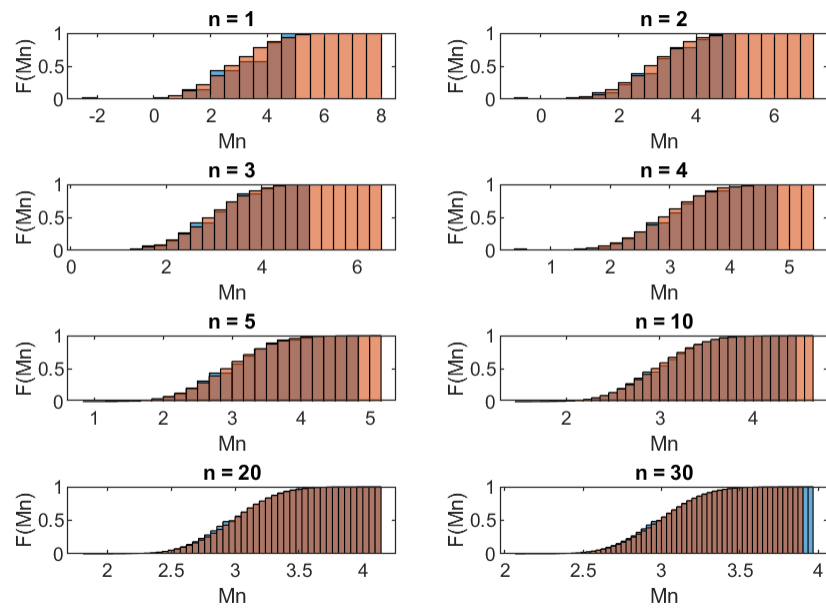 n = 1
F(Mn)
1
0.5
0
-2 0 2 4 6 8
Mn
n = 2
F(Mn)
1
0.5
0
0 2 4 6
Mn
n = 3
F(Mn)
1
0.5
0
0 2 4 6
Mn
n = 4
F(Mn)
1
0.5
0
1 2 3 4 5
Mn
n = 5
F(Mn)
1
0.5
0
1 2 3 4 5
Mn
n = 10
F(Mn)
1
0.5
0
2 3 4
Mn
n = 20
F(Mn)
1
0.5
0
2 2.5 3 3.5 4
Mn
n = 30
F(Mn)
1
0.5
0
2 2.5 3 3.5 4
Mn